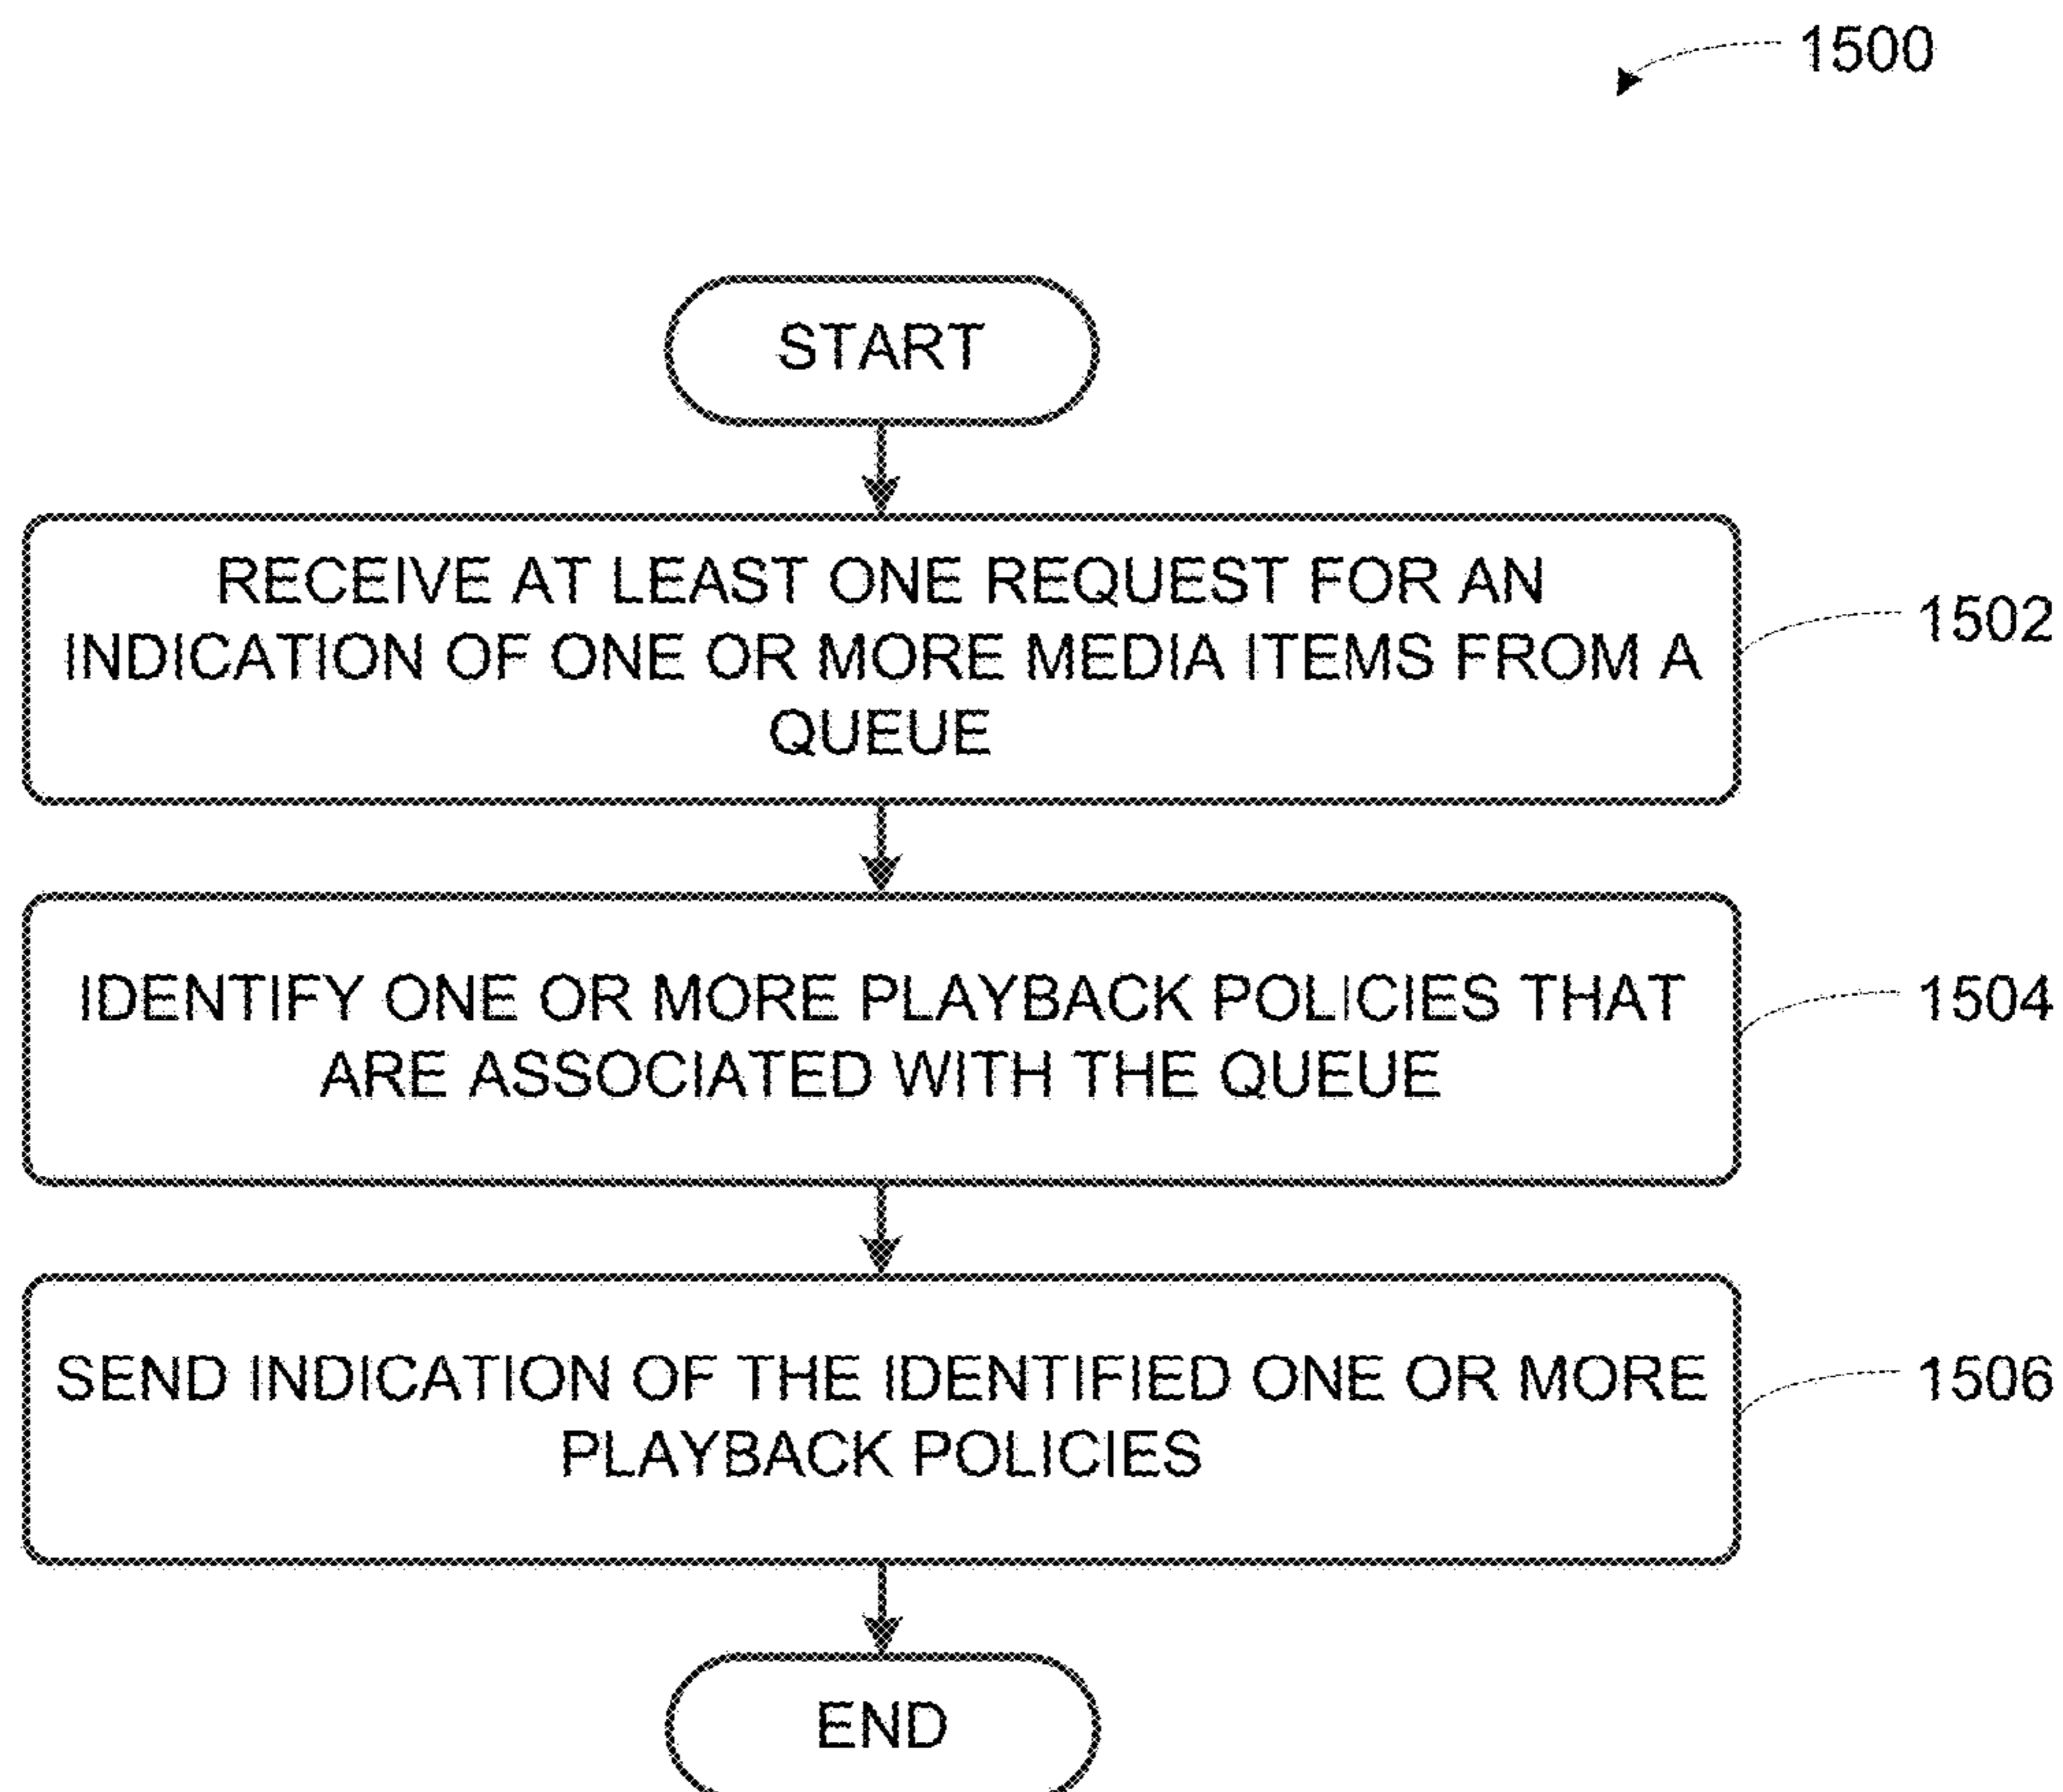 1500
START
RECEIVE AT LEAST ONE REQUEST FOR AN
INDICATION OF ONE OR MORE MEDIA ITEMS FROM A
QUEUE
1502
IDENTIFY ONE OR MORE PLAYBACK POLICIES THAT
ARE ASSOCIATED WITH THE QUEUE
1504
SEND INDICATION OF THE IDENTIFIED ONE OR MORE
PLAYBACK POLICIES
1506
END